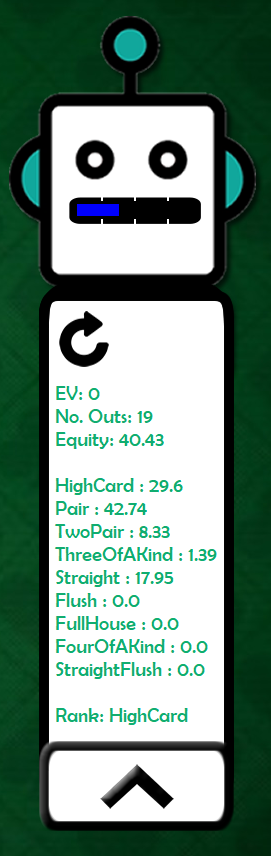 EV: 0
No. Outs: 19
Equity: 40.43
HighCard : 29.6
Pair : 42.74
TwoPair : 8.33
ThreeOfAKind : 1.39
Straight : 17.95
Flush : 0.0
FullHouse : 0.0
FourOfAKind : 0.0
StraightFlush : 0.0
Rank: HighCard